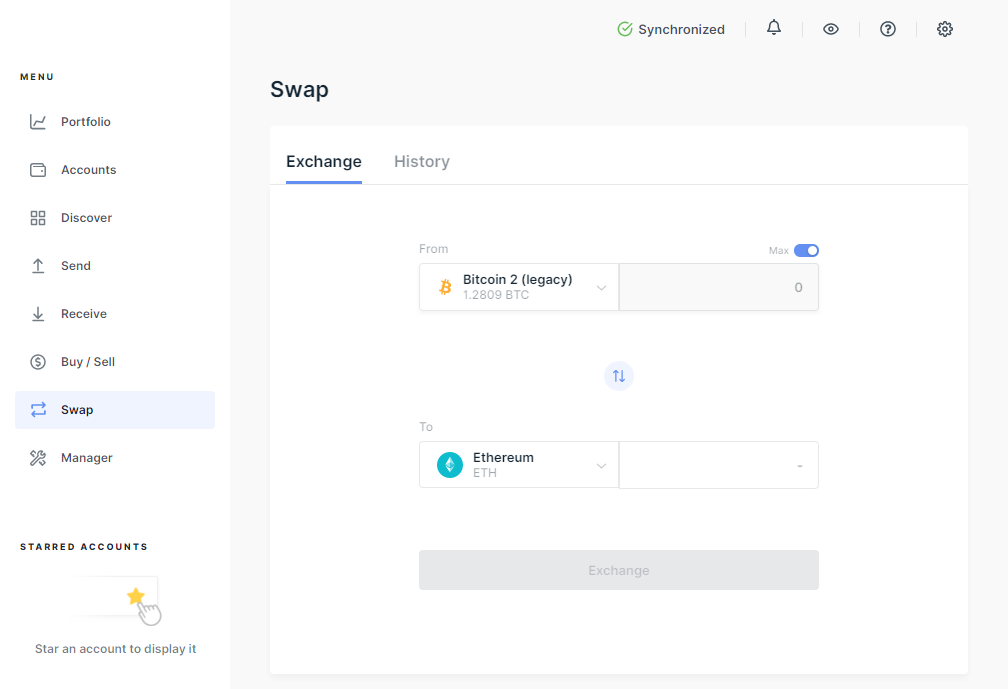 Synchronized
MENU
Portfolio
Accounts
Discover
Send
Receive
Buy / Sell
Swap
Manager
STARRED ACCOUNTS
Star an account to display it
Swap
Exchange
History
From
Max
Bitcoin 2 (legacy)
1.2809 BTC
0
To
Ethereum
ETH
-
Exchange